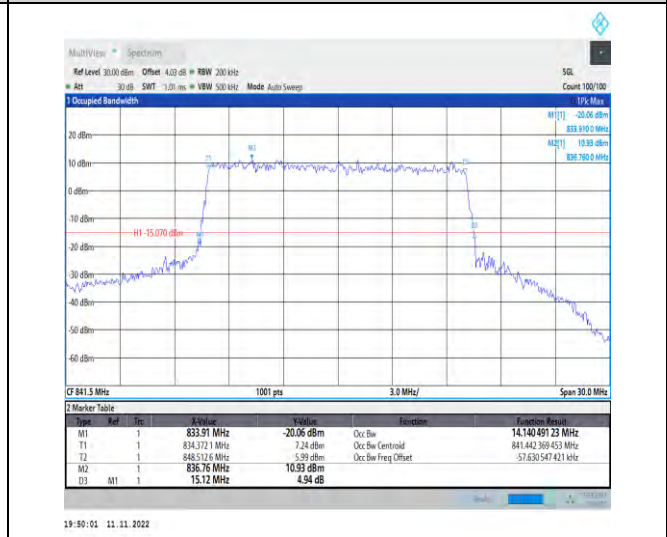 MultiView Spectrum
Ref Level 30.00 dBm Offset 4.03 dB RBW 200 kHz SGL
Att 30 dB SWT 1.01 ms VBW 500 kHz Mode Auto Sweep Count 100/100
1 Occupied Bandwidth 1Pk Max
M1[1] -20.06 dBm
833.910 0 MHz
M2[1] 10.93 dBm
836.760 0 MHz
20 dBm
M2
T1
10 dBm
0 dBm
-10 dBm
H1 -15.070 dBm
D3
-20 dBm
-30 dBm
-40 dBm
-50 dBm
-60 dBm
CF 841.5 MHz 1001 pts 3.0 MHz/ Span 30.0 MHz
2 Marker Table
Type Ref Trc X-Value Y-Value Function Function Result
M1 1 833.91 MHz -20.06 dBm Occ Bw 14.140 491 23 MHz
T1 1 834.372 1 MHz 7.24 dBm Occ Bw Centroid 841.442 369 453 MHz
T2 1 848.512 6 MHz 5.99 dBm Occ Bw Freq Offset -57.630 547 421 kHz
M2 1 836.76 MHz 10.93 dBm
D3 M1 1 15.12 MHz 4.94 dB
19:50:01 11.11.2022